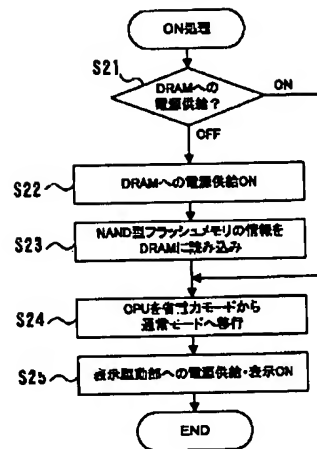 ON処理
S21
DRAMへの
電源供給？
ON
OFF
S22
DRAMへの電源供給ON
S23
NAND型フラッシュメモリの情報を
DRAMに読み込み
S24
CPUを省電力モードから
通常モードへ移行
S25
表示駆動部への電源供給・表示ON
END